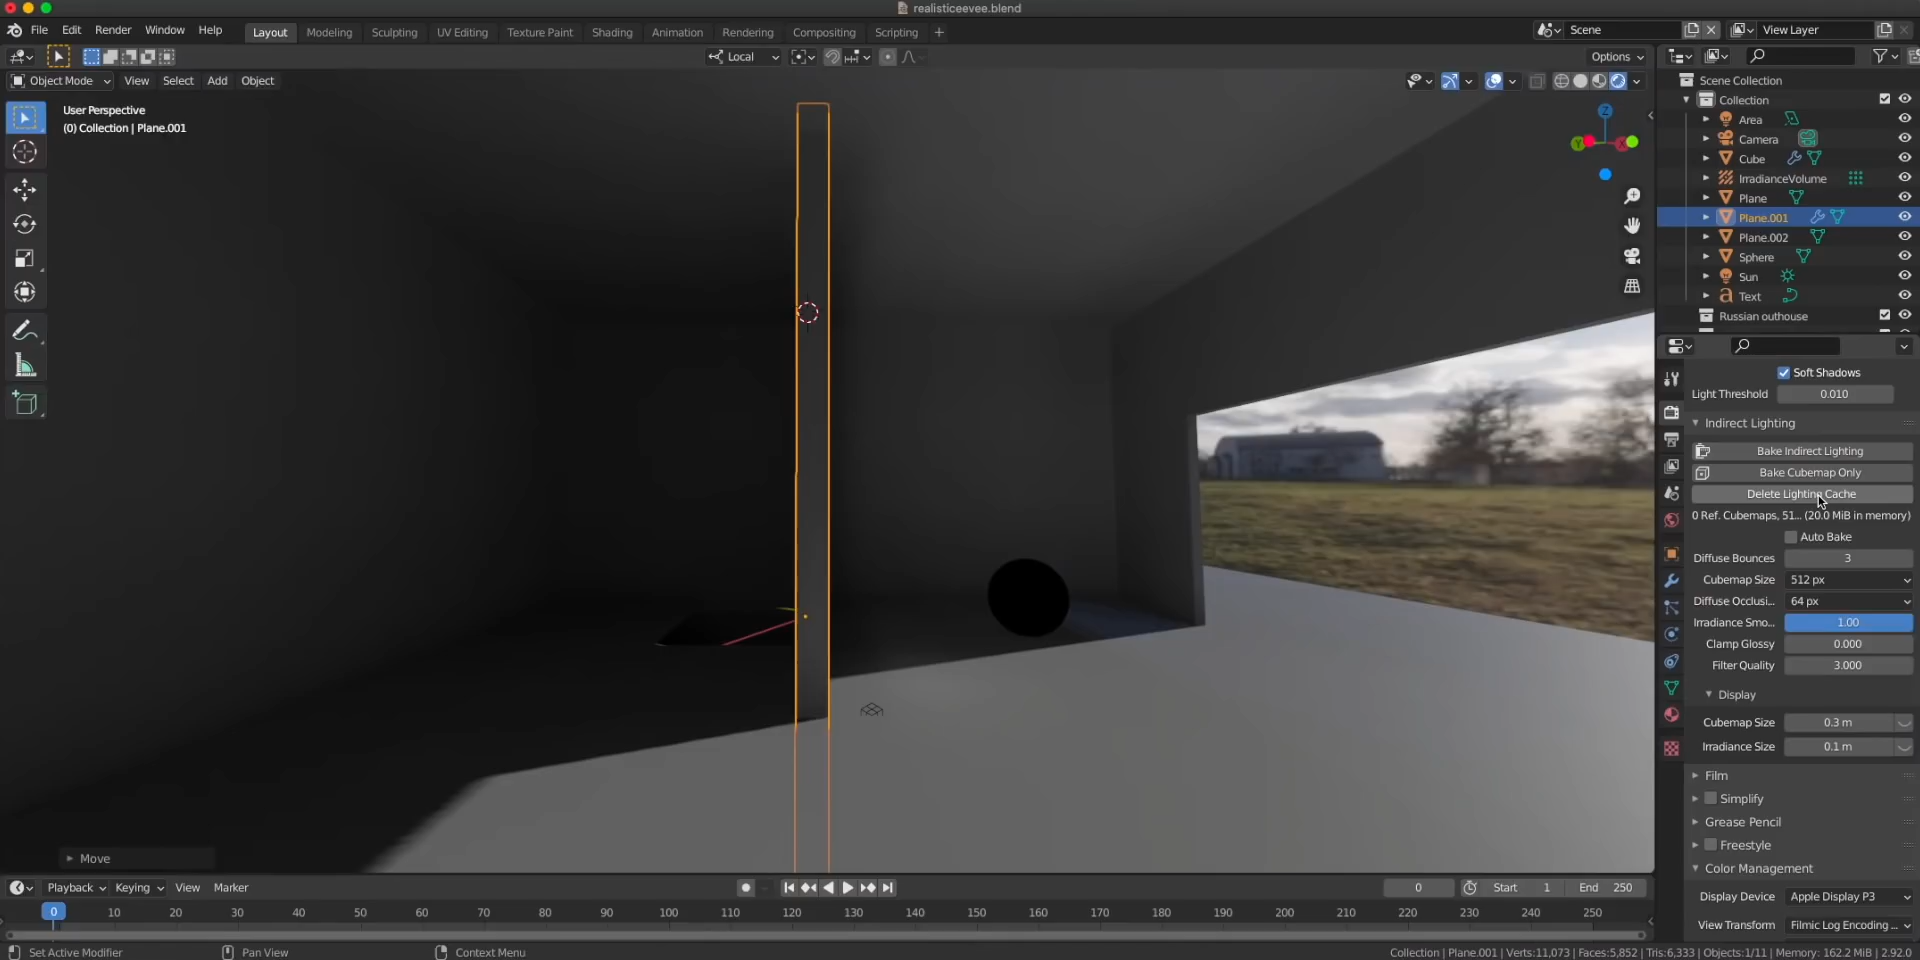 realisticeevee.blend
File Edit Render Window Help
Layout Modeling Sculpting UV Editing Texture Paint Shading Animation Rendering Compositing Scripting +
Scene
View Layer
Local
Options
Object Mode View Select Add Object
User Perspective
(0) Collection | Plane.001
Z
Y
X
Move
Scene Collection
Collection
Area
Camera
Cube
IrradianceVolume
Plane
Plane.001
Plane.002
Sphere
Sun
Text
Russian outhouse
Soft Shadows
Light Threshold 0.010
Indirect Lighting
Bake Indirect Lighting
Bake Cubemap Only
Delete Lighting Cache
0 Ref. Cubemaps, 51... (20.0 MiB in memory)
Auto Bake
Diffuse Bounces 3
Cubemap Size 512 px
Diffuse Occlusi... 64 px
Irradiance Smo... 1.00
Clamp Glossy 0.000
Filter Quality 3.000
Display
Cubemap Size 0.3 m
Irradiance Size 0.1 m
Film
Simplify
Grease Pencil
Freestyle
Color Management
Display Device Apple Display P3
View Transform Filmic Log Encoding ...
Playback Keying View Marker
0 Start 1 End 250
0 10 20 30 40 50 60 70 80 90 100 110 120 130 140 150 160 170 180 190 200 210 220 230 240 250
Set Active Modifier Pan View Context Menu
Collection | Plane.001 | Verts:11,073 | Faces:5,852 | Tris:6,333 | Objects:1/11 | Memory: 162.2 MiB | 2.92.0